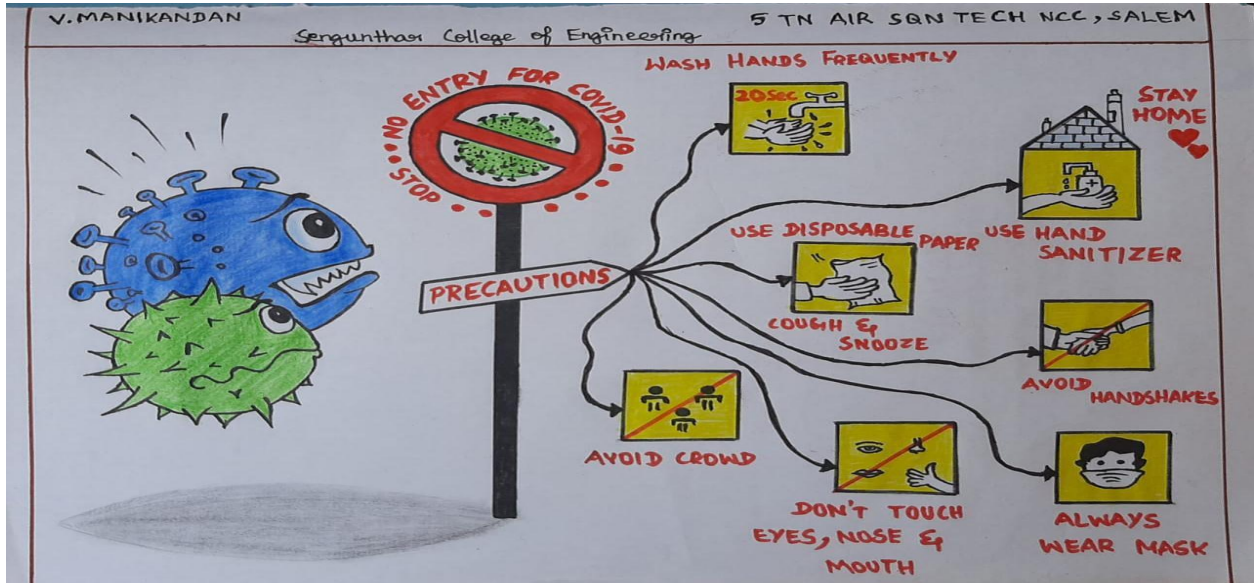 V. MANIKANDAN
5 TN AIR SQN TECH NCC, SALEM
Sengunthar College of Engineering
STOP NO ENTRY FOR COVID-19
PRECAUTIONS
WASH HANDS FREQUENTLY
20 Sec
STAY
HOME
USE HAND
SANITIZER
USE DISPOSABLE
PAPER
COUGH &
SNOOZE
AVOID HANDSHAKES
AVOID CROWD
DON'T TOUCH
EYES, NOSE &
MOUTH
ALWAYS
WEAR MASK